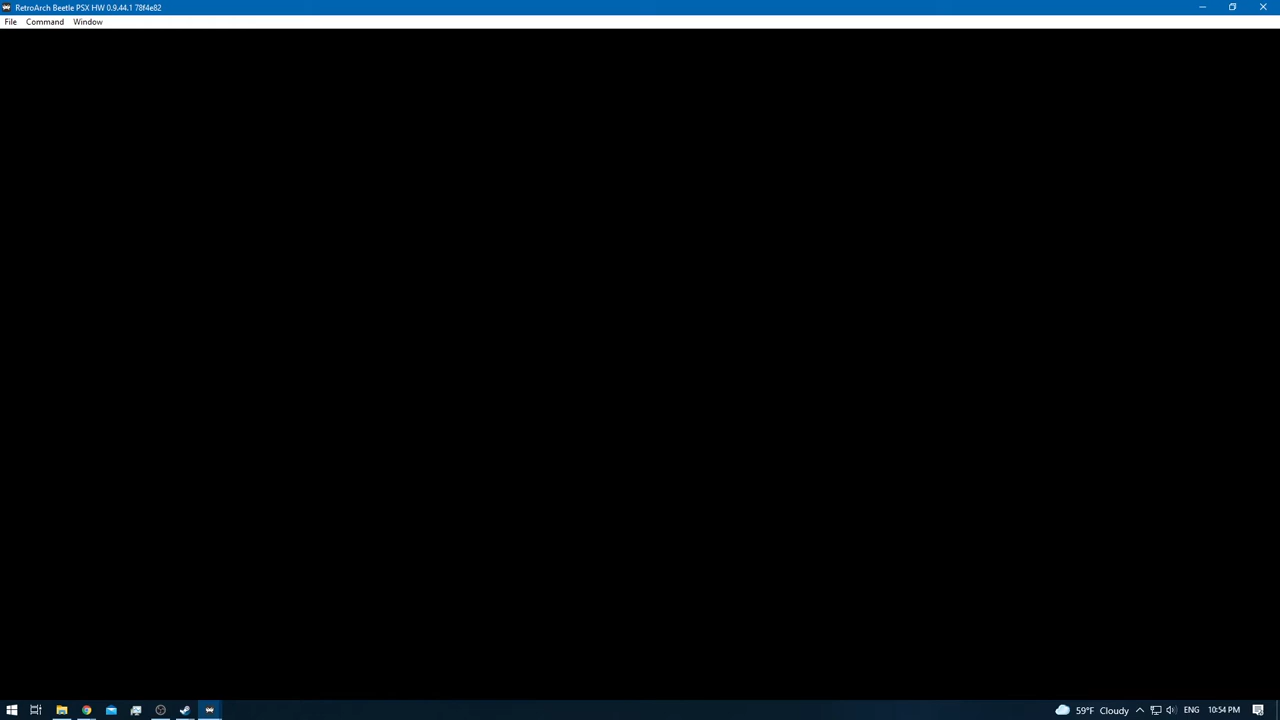 RetroArch Beetle PSX HW 0.9.44.1 78f4e82
File Command Window
59°F Cloudy ENG 10:54 PM